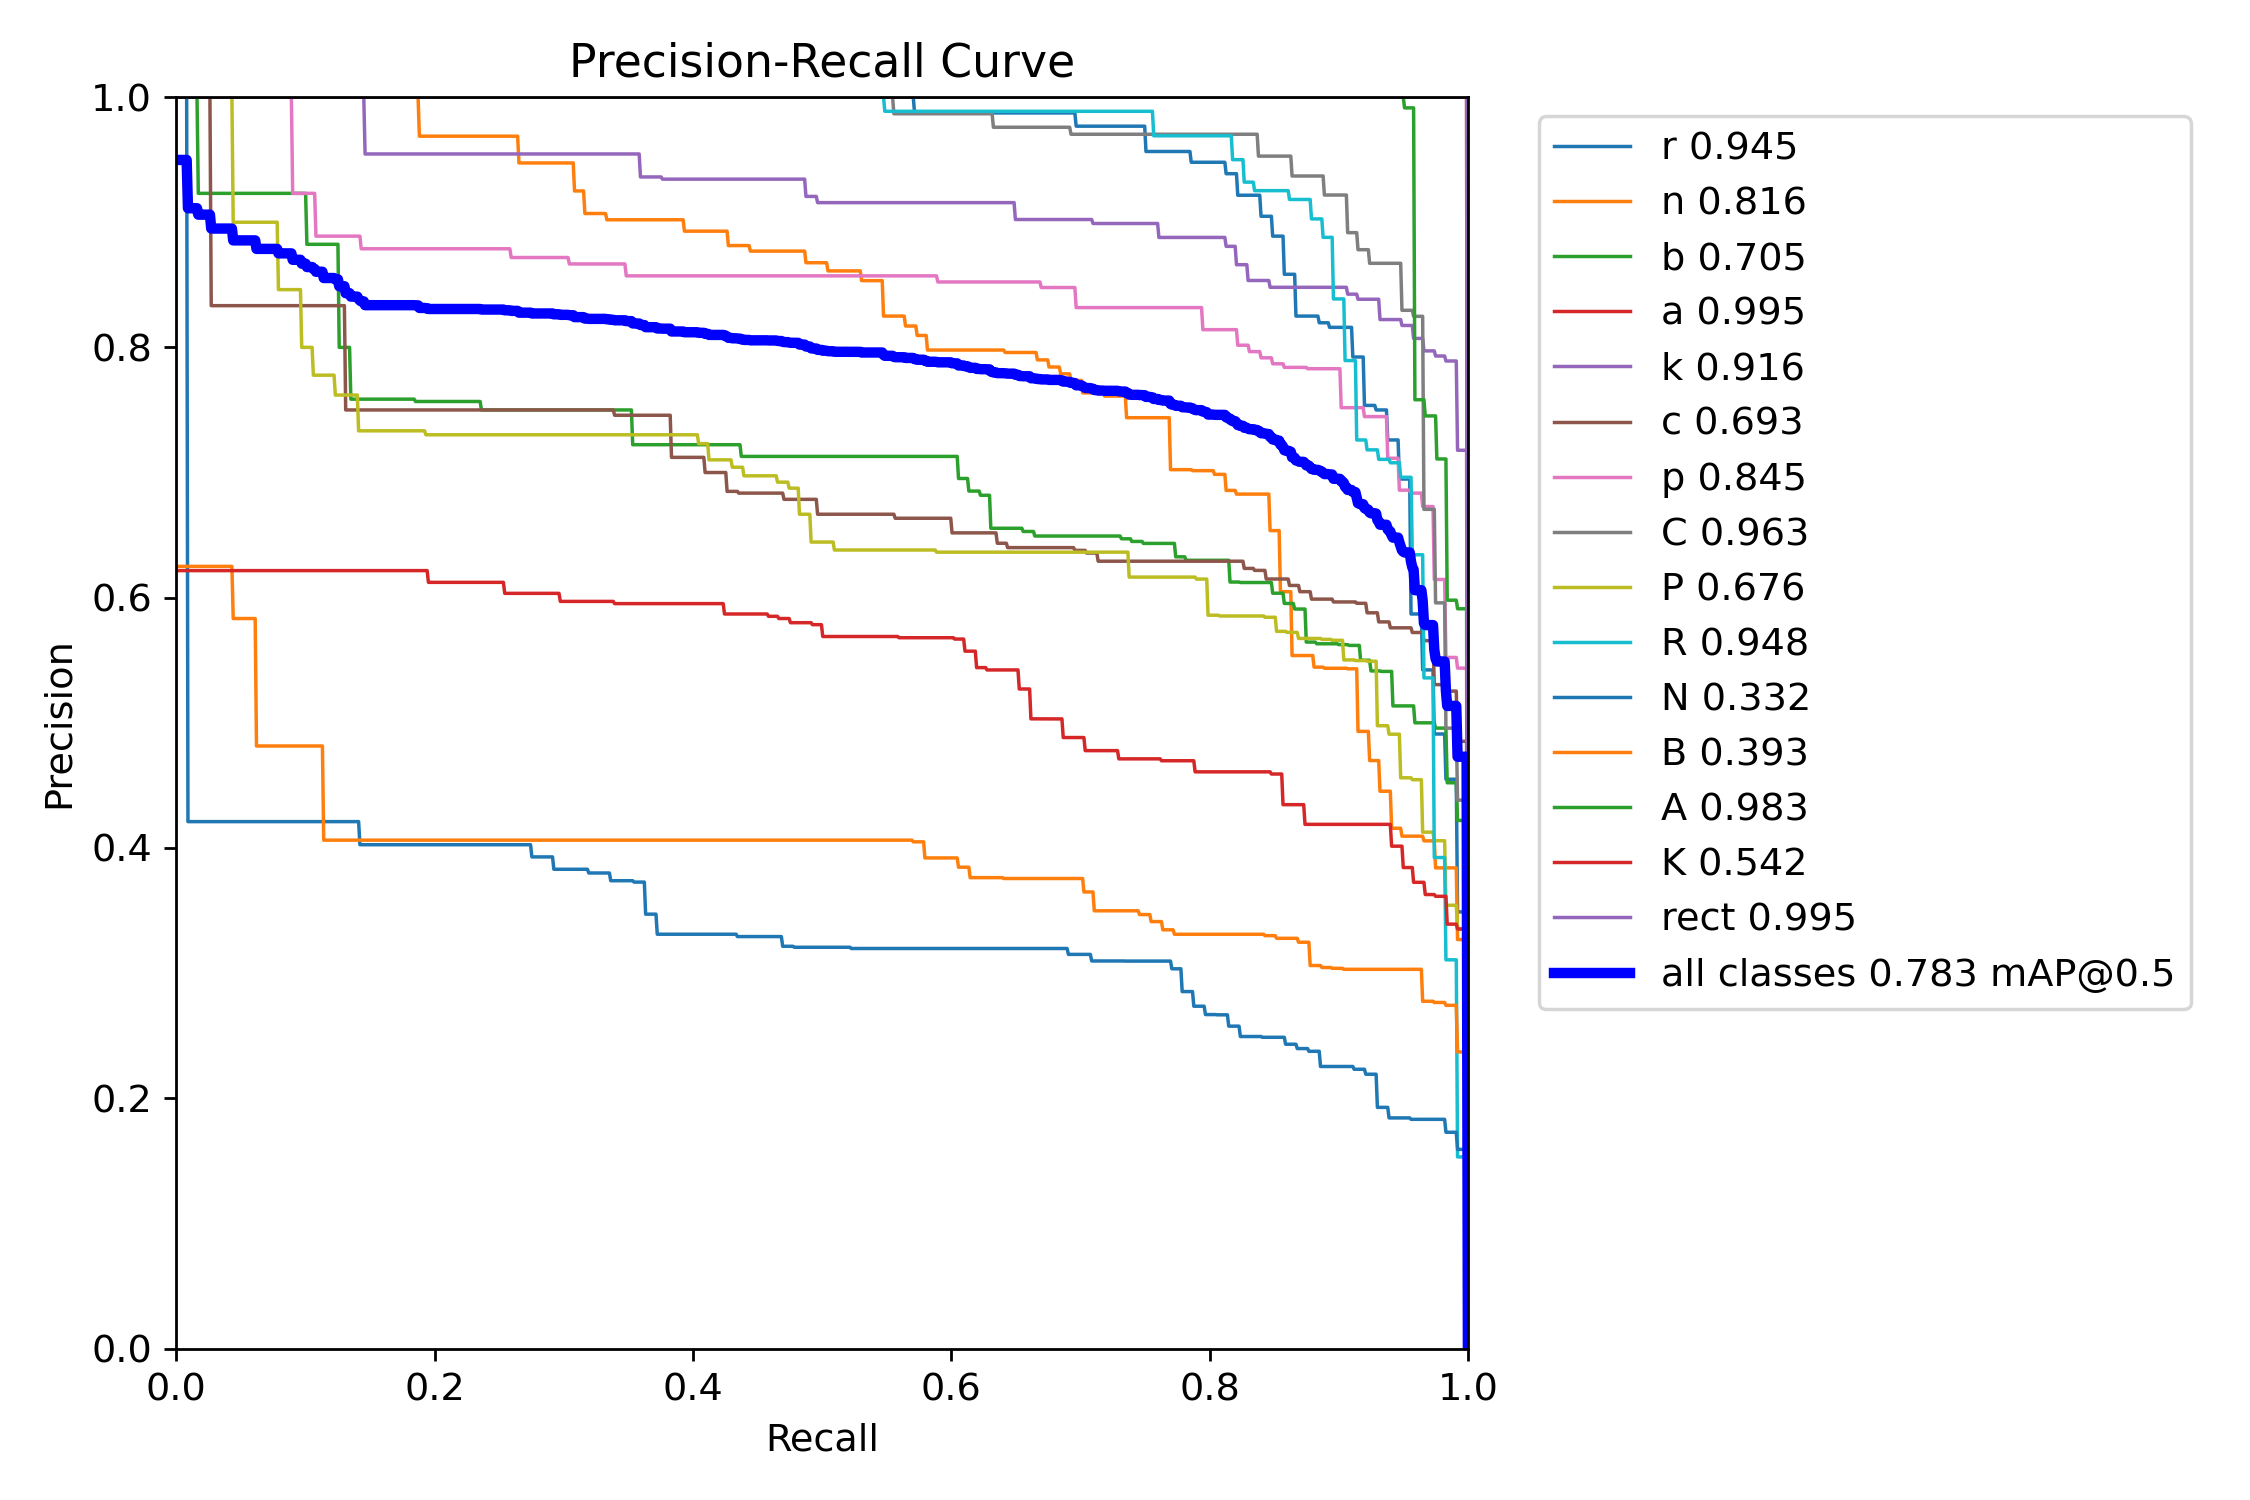 Precision-Recall Curve
1.0
0.8
0.6
0.4
0.2
0.0
Precision
0.0 0.2 0.4 0.6 0.8 1.0
Recall
r 0.945
n 0.816
b 0.705
a 0.995
k 0.916
c 0.693
p 0.845
C 0.963
P 0.676
R 0.948
N 0.332
B 0.393
A 0.983
K 0.542
rect 0.995
all classes 0.783 mAP@0.5